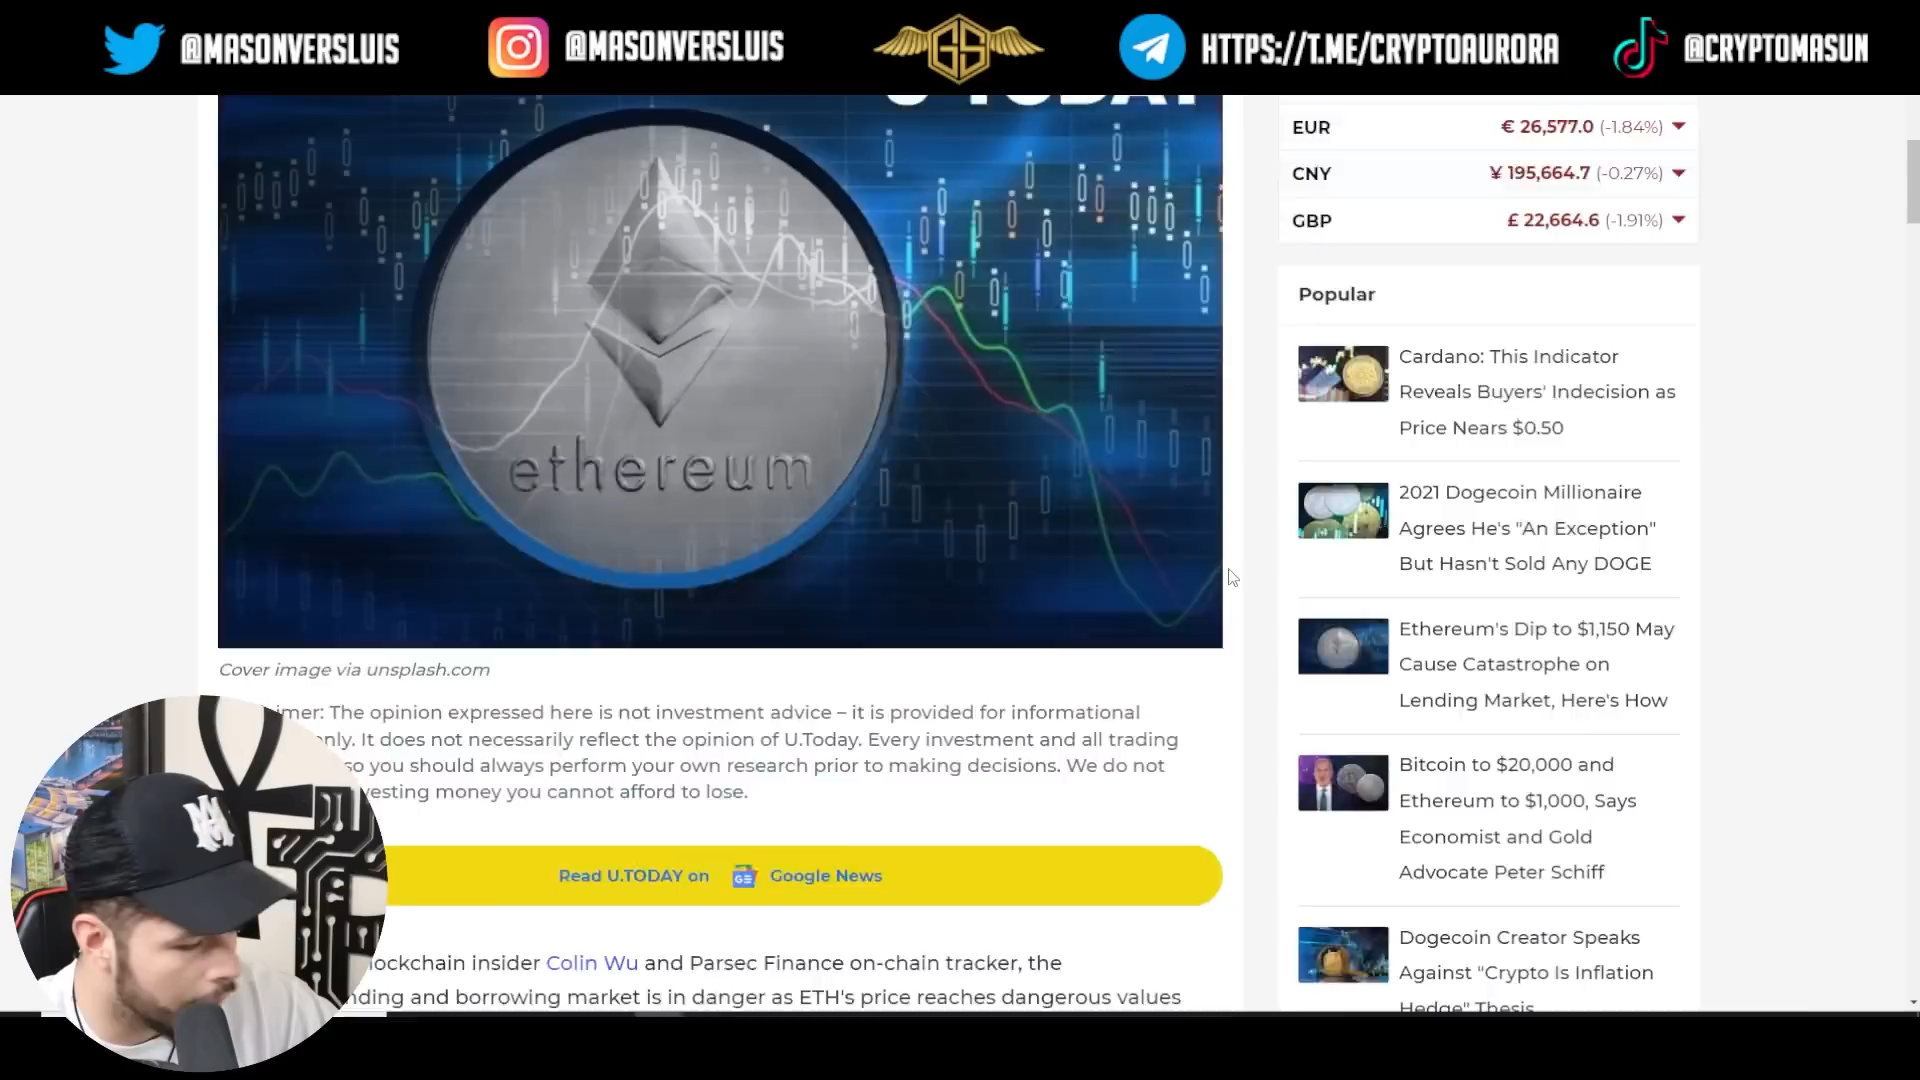 @MASONVERSLUIS
@MASONVERSLUIS
GS
HTTPS://T.ME/CRYPTOAURORA
@CRYPTOMASUN
ethereum
Cover image via unsplash.com
imer: The opinion expressed here is not investment advice – it is provided for informational
only. It does not necessarily reflect the opinion of U.Today. Every investment and all trading
so you should always perform your own research prior to making decisions. We do not
vesting money you cannot afford to lose.
Read U.TODAY on
Google News
lockchain insider Colin Wu and Parsec Finance on-chain tracker, the
nding and borrowing market is in danger as ETH's price reaches dangerous values
EUR € 26,577.0 (-1.84%)
CNY ¥ 195,664.7 (-0.27%)
GBP £ 22,664.6 (-1.91%)
Popular
Cardano: This Indicator
Reveals Buyers' Indecision as
Price Nears $0.50
2021 Dogecoin Millionaire
Agrees He's "An Exception"
But Hasn't Sold Any DOGE
Ethereum's Dip to $1,150 May
Cause Catastrophe on
Lending Market, Here's How
Bitcoin to $20,000 and
Ethereum to $1,000, Says
Economist and Gold
Advocate Peter Schiff
Dogecoin Creator Speaks
Against "Crypto Is Inflation
Hedge" Thesis